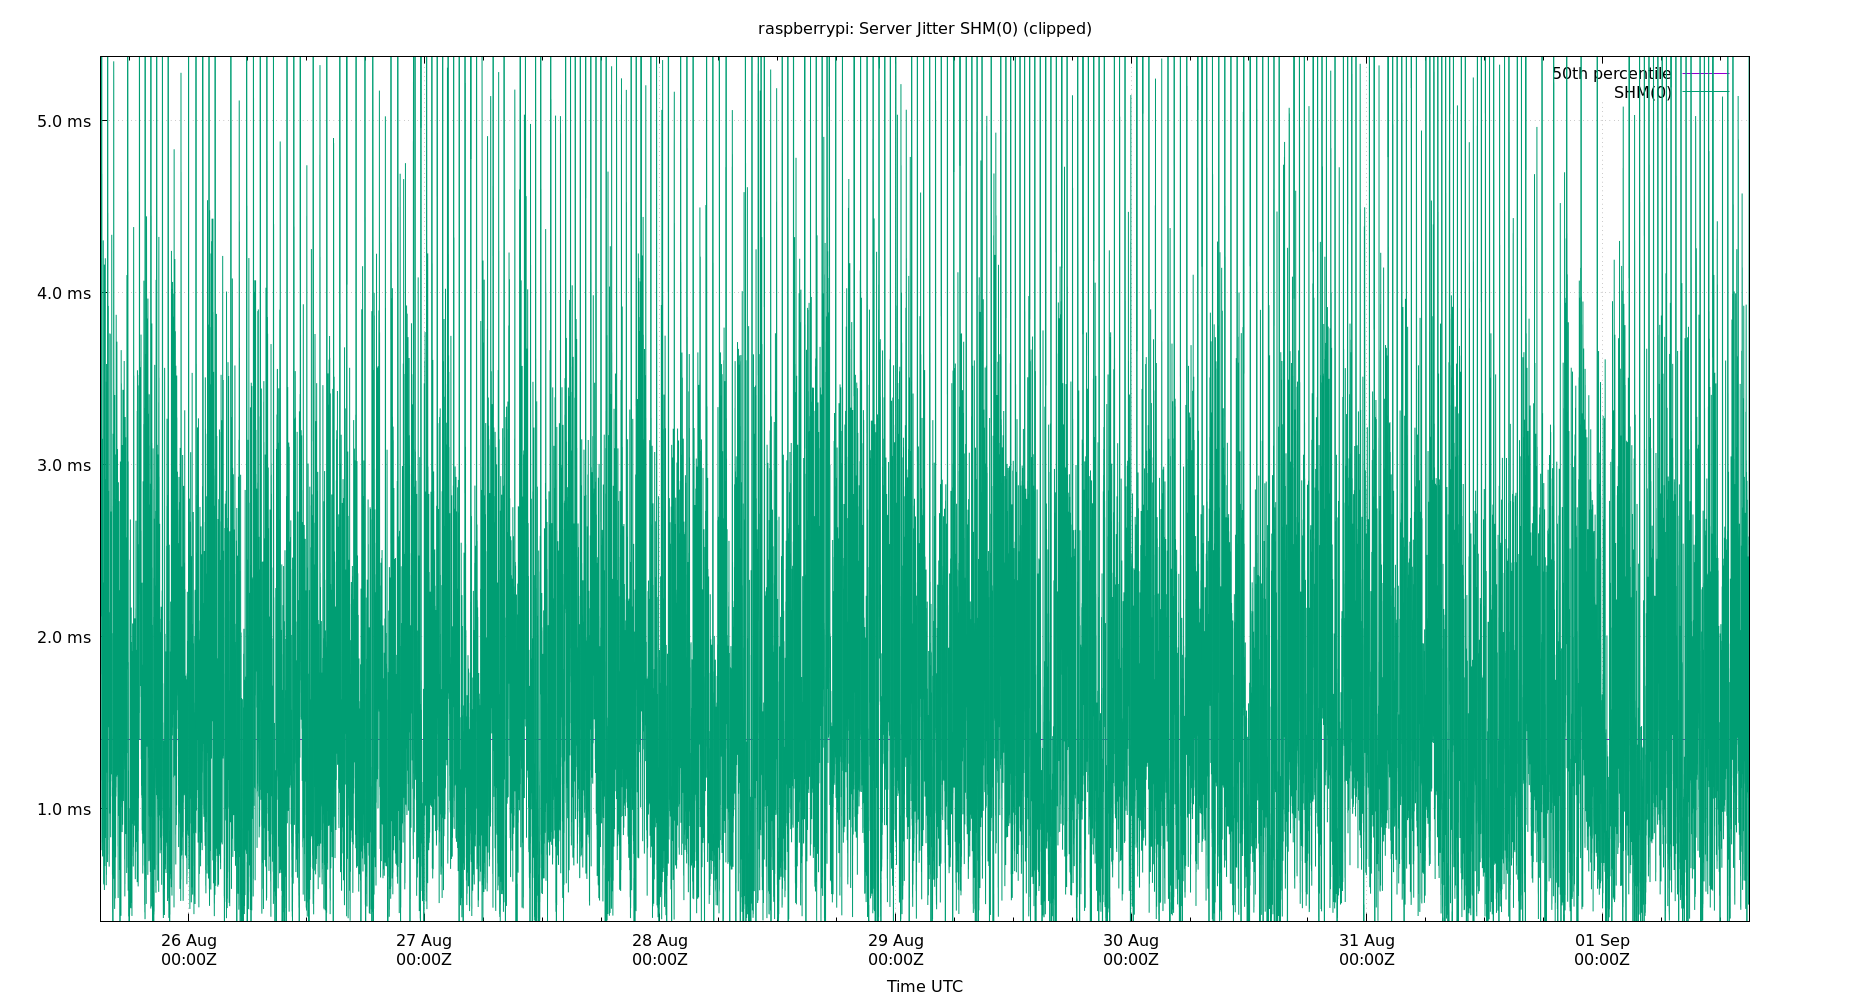 raspberrypi: Server Jitter SHM(0) (clipped)
50th percentile
SHM(0)
5.0 ms
4.0 ms
3.0 ms
2.0 ms
1.0 ms
26 Aug 27 Aug 28 Aug 29 Aug 30 Aug 31 Aug 01 Sep
00:00Z 00:00Z 00:00Z 00:00Z 00:00Z 00:00Z 00:00Z
Time UTC